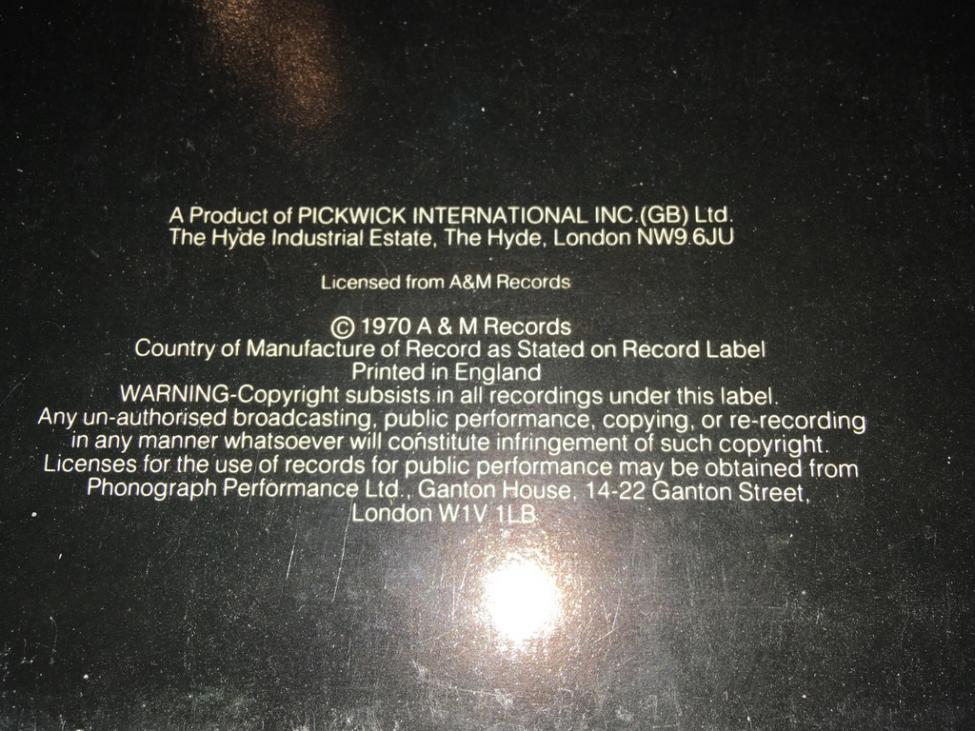 A Product of PICKWICK INTERNATIONAL INC.(GB) Ltd.
The Hyde Industrial Estate, The Hyde, London NW9 6JU
Licensed from A&M Records
© 1970 A & M Records
Country of Manufacture of Record as Stated on Record Label
Printed in England
WARNING-Copyright subsists in all recordings under this label.
Any un-authorised broadcasting, public performance, copying, or re-recording
in any manner whatsoever will constitute infringement of such copyright.
Licenses for the use of records for public performance may be obtained from
Phonograph Performance Ltd., Ganton House, 14-22 Ganton Street,
London W1V 1LB